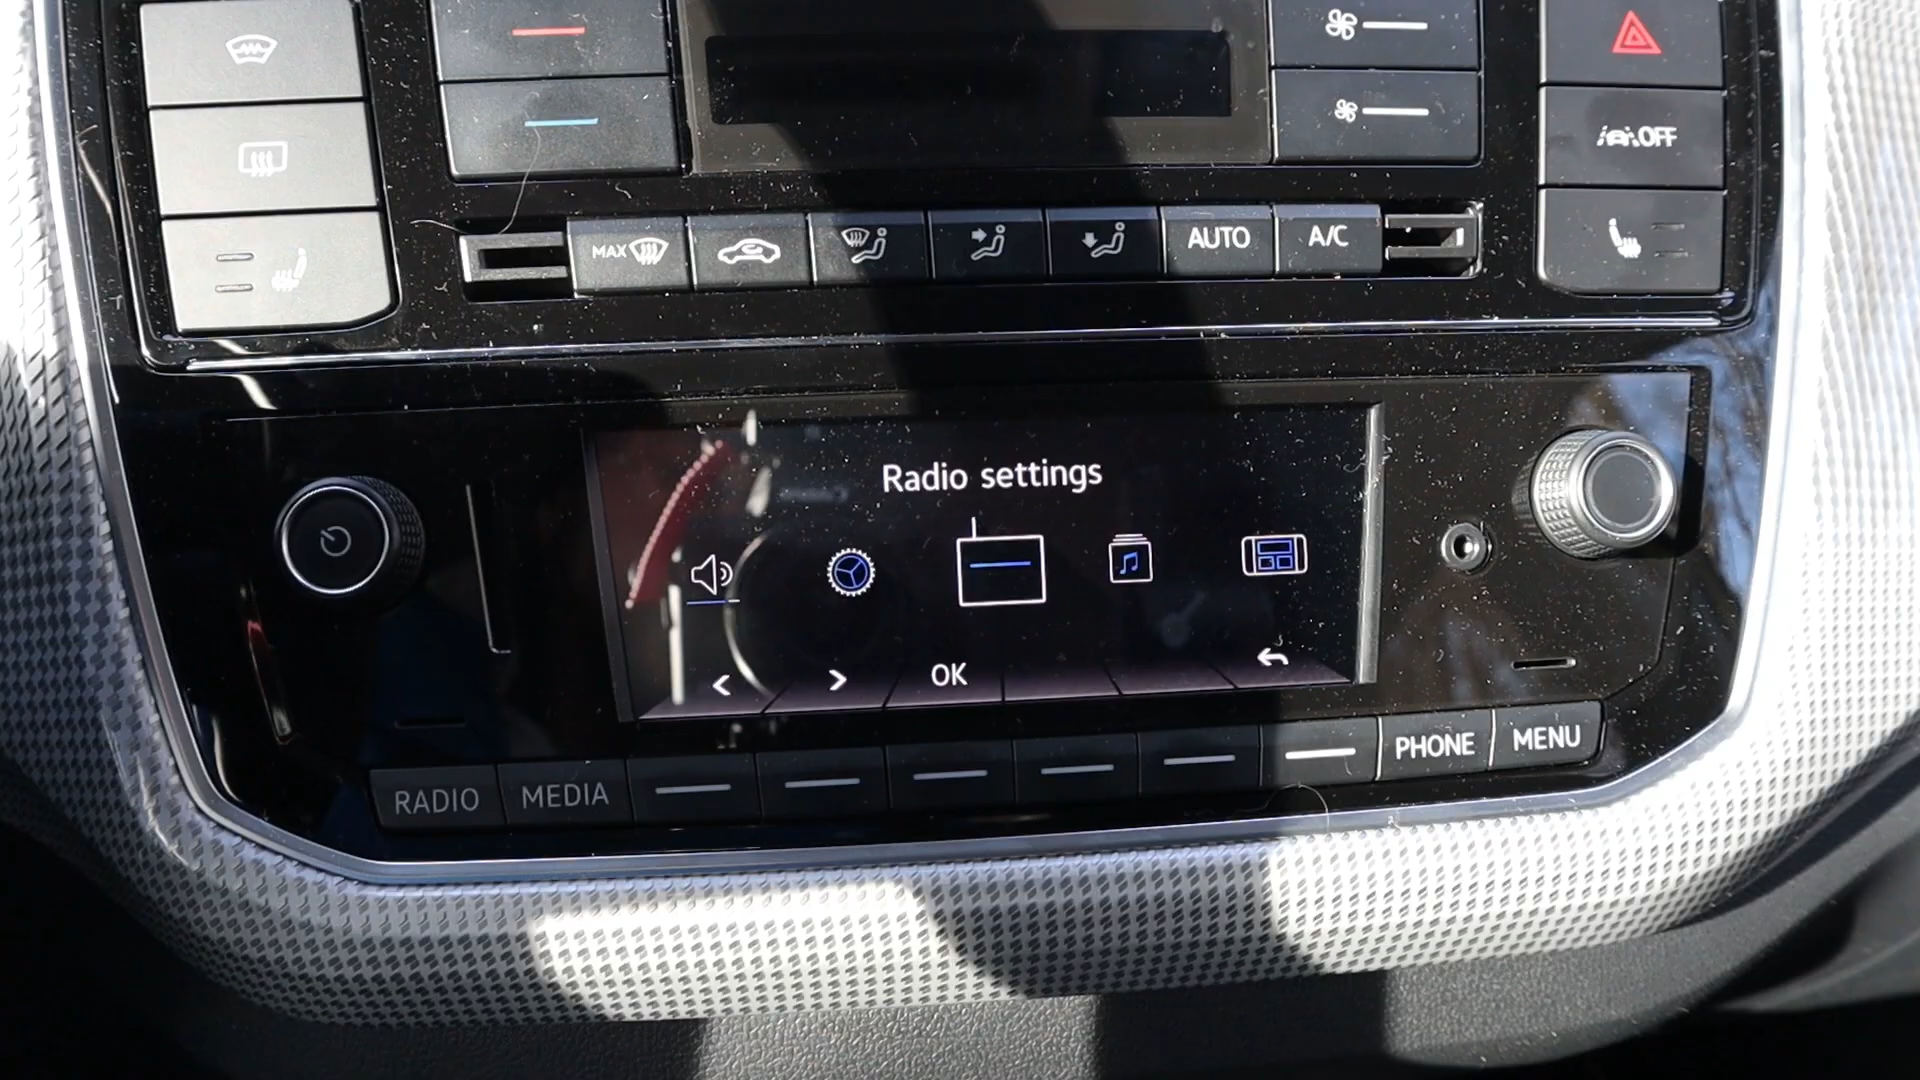 OFF
MAX
AUTO
A/C
Radio settings
OK
RADIO
MEDIA
PHONE
MENU